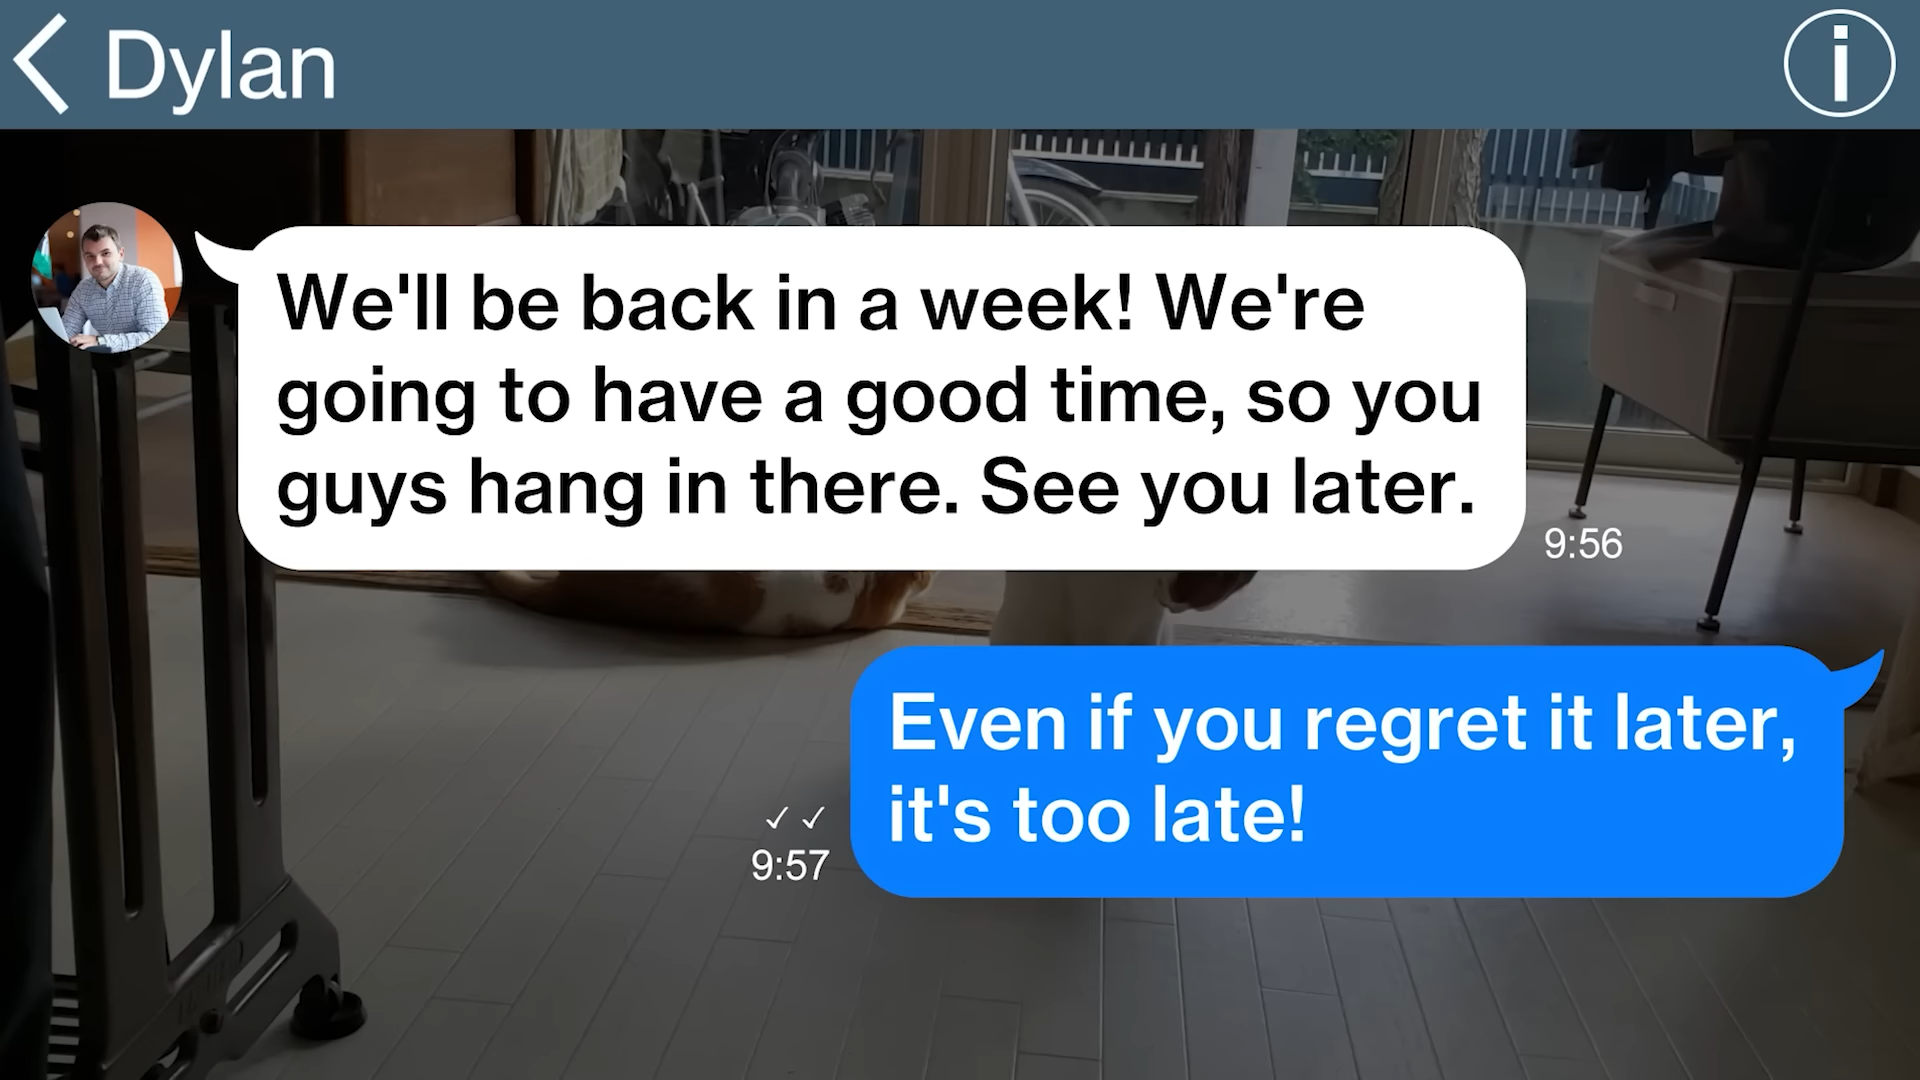 Dylan
We'll be back in a week! We're
going to have a good time, so you
guys hang in there. See you later.
9:56
Even if you regret it later,
it's too late!
✓✓
9:57